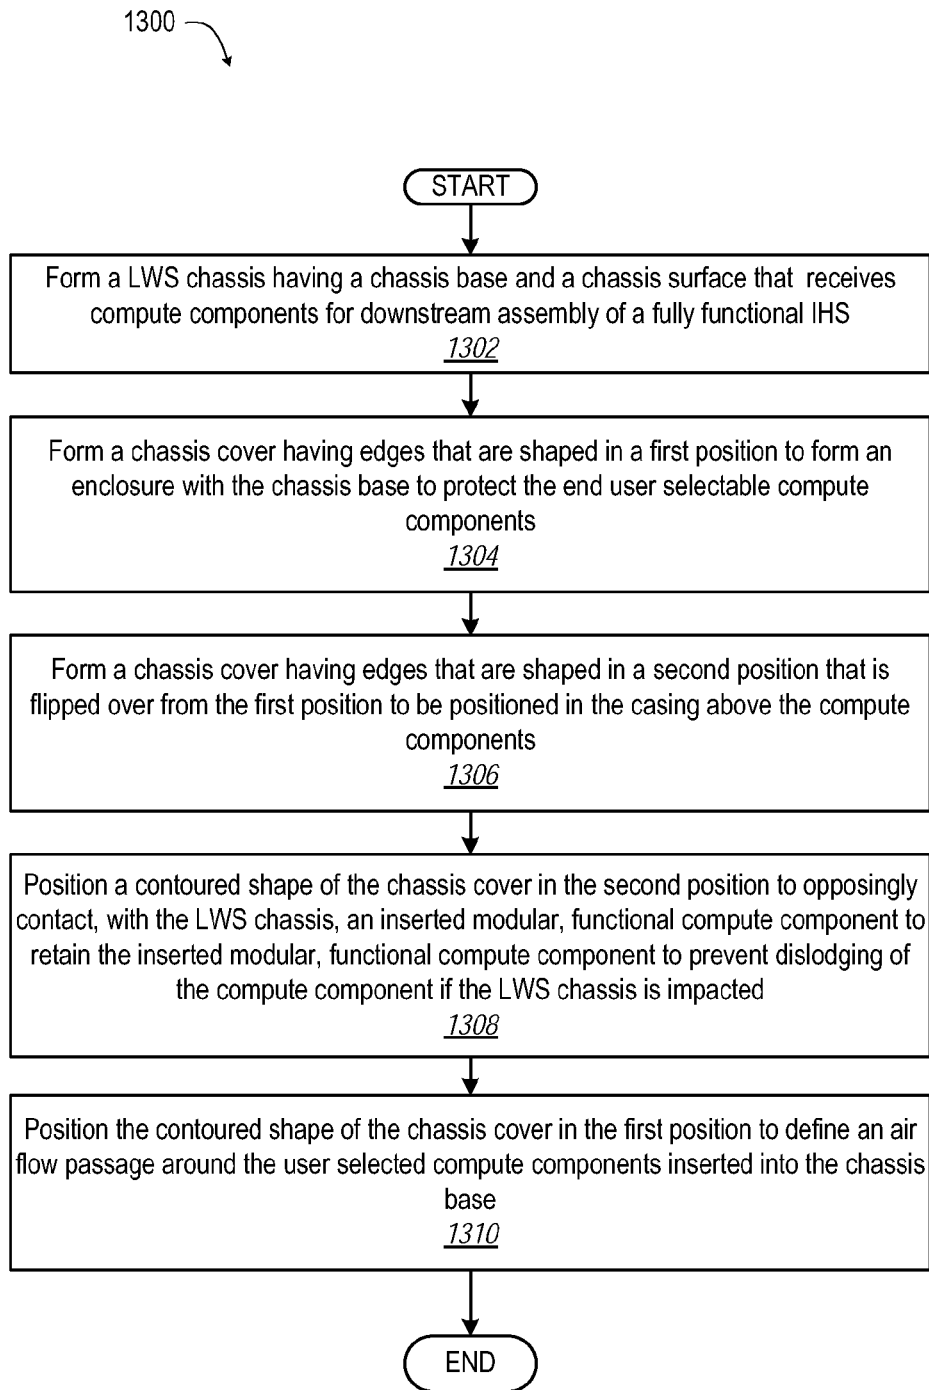 1300
START
Form a LWS chassis having a chassis base and a chassis surface that receives
compute components for downstream assembly of a fully functional IHS
1302
Form a chassis cover having edges that are shaped in a first position to form an
enclosure with the chassis base to protect the end user selectable compute
components
1304
Form a chassis cover having edges that are shaped in a second position that is
flipped over from the first position to be positioned in the casing above the compute
components
1306
Position a contoured shape of the chassis cover in the second position to opposingly
contact, with the LWS chassis, an inserted modular, functional compute component to
retain the inserted modular, functional compute component to prevent dislodging of
the compute component if the LWS chassis is impacted
1308
Position the contoured shape of the chassis cover in the first position to define an air
flow passage around the user selected compute components inserted into the chassis
base
1310
END